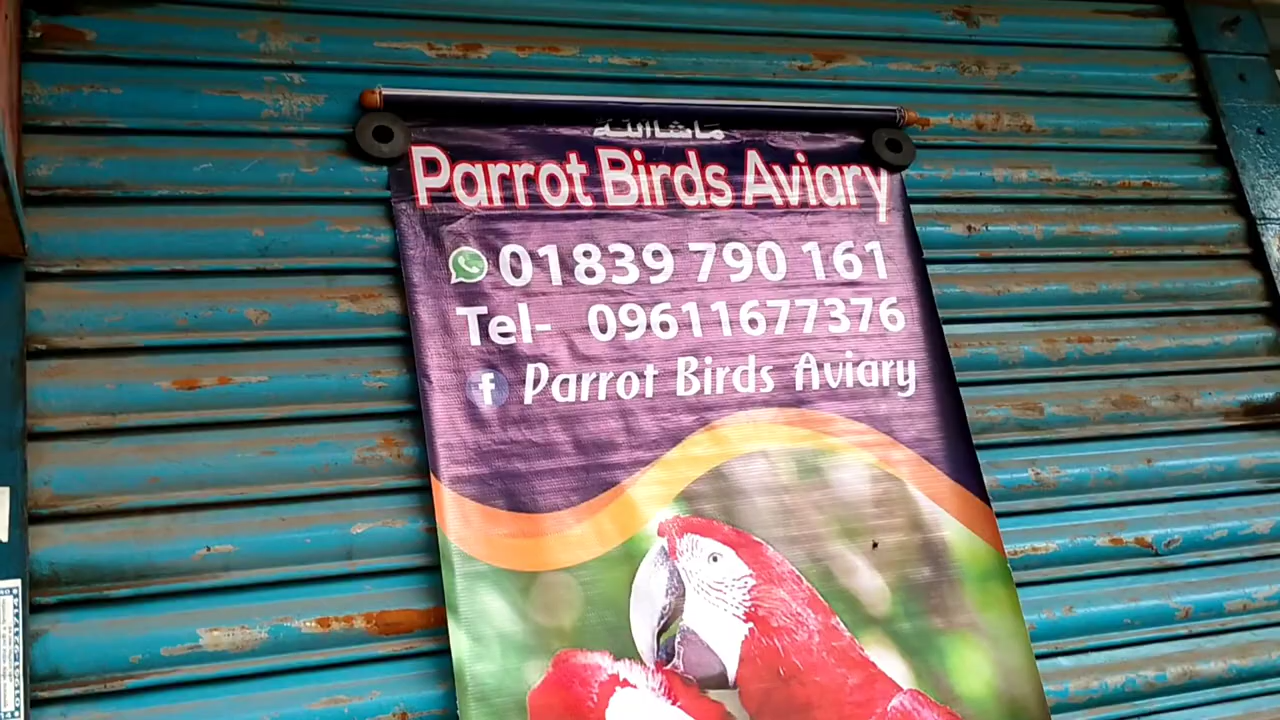 ماشاالله
Parrot Birds Aviary
01839 790 161
Tel- 09611677376
Parrot Birds Aviary